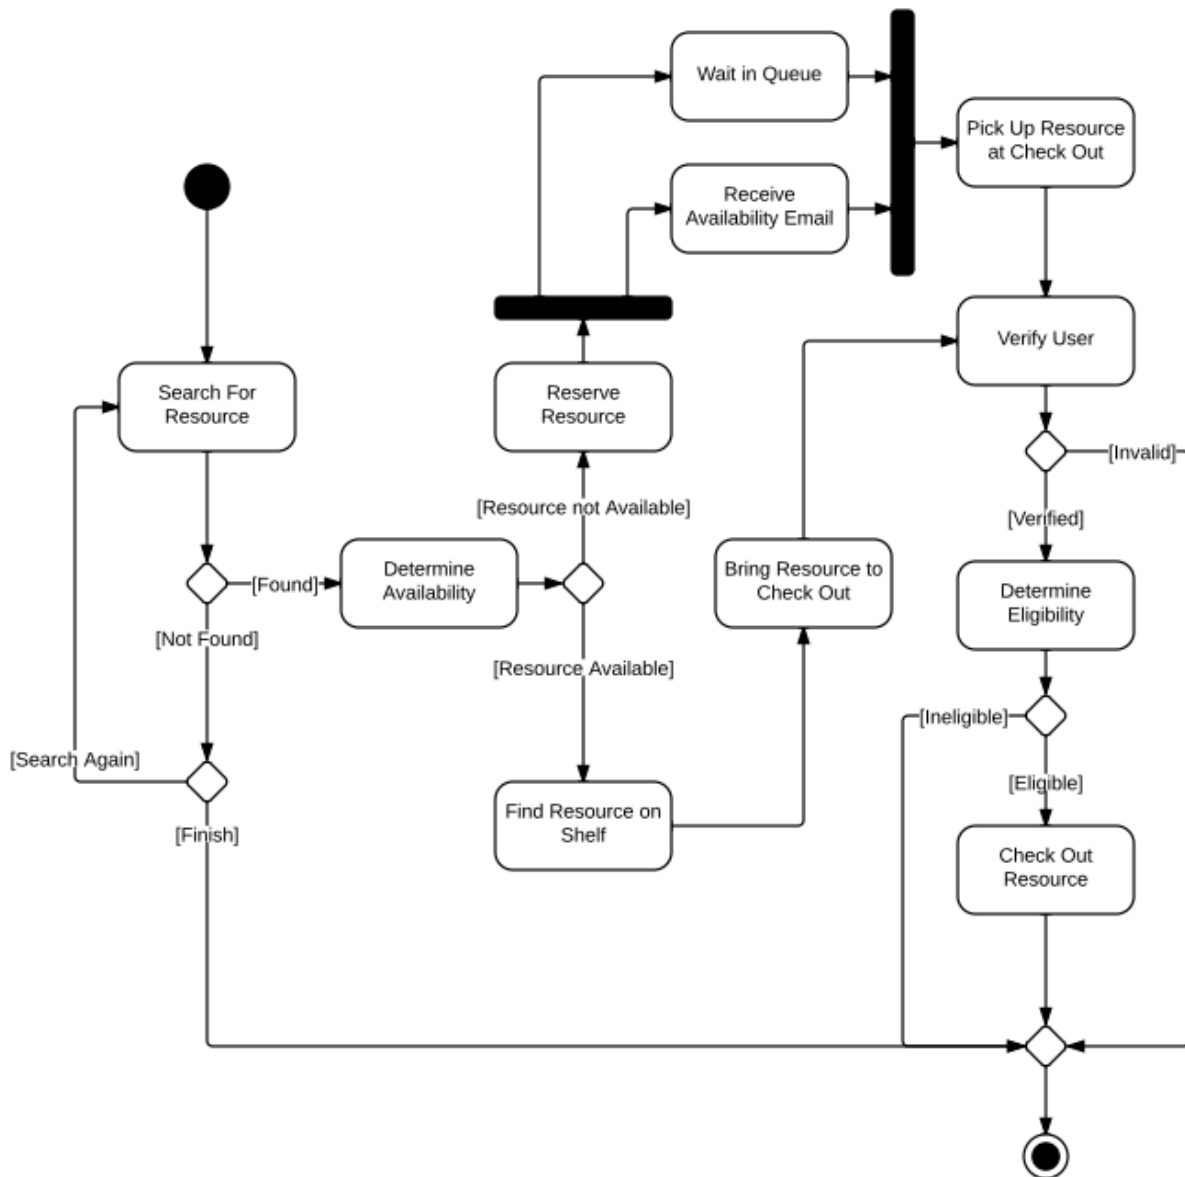 Wait in Queue
Pick Up Resource
at Check Out
Receive
Availability Email
Verify User
Search For
Resource
Reserve
Resource
[Invalid]
[Resource not Available]
[Verified]
Determine
Availability
Bring Resource to
Check Out
[Found]
Determine
Eligibility
[Not Found]
[Resource Available]
[Ineligible]
[Search Again]
[Eligible]
Find Resource on
Shelf
[Finish]
Check Out
Resource